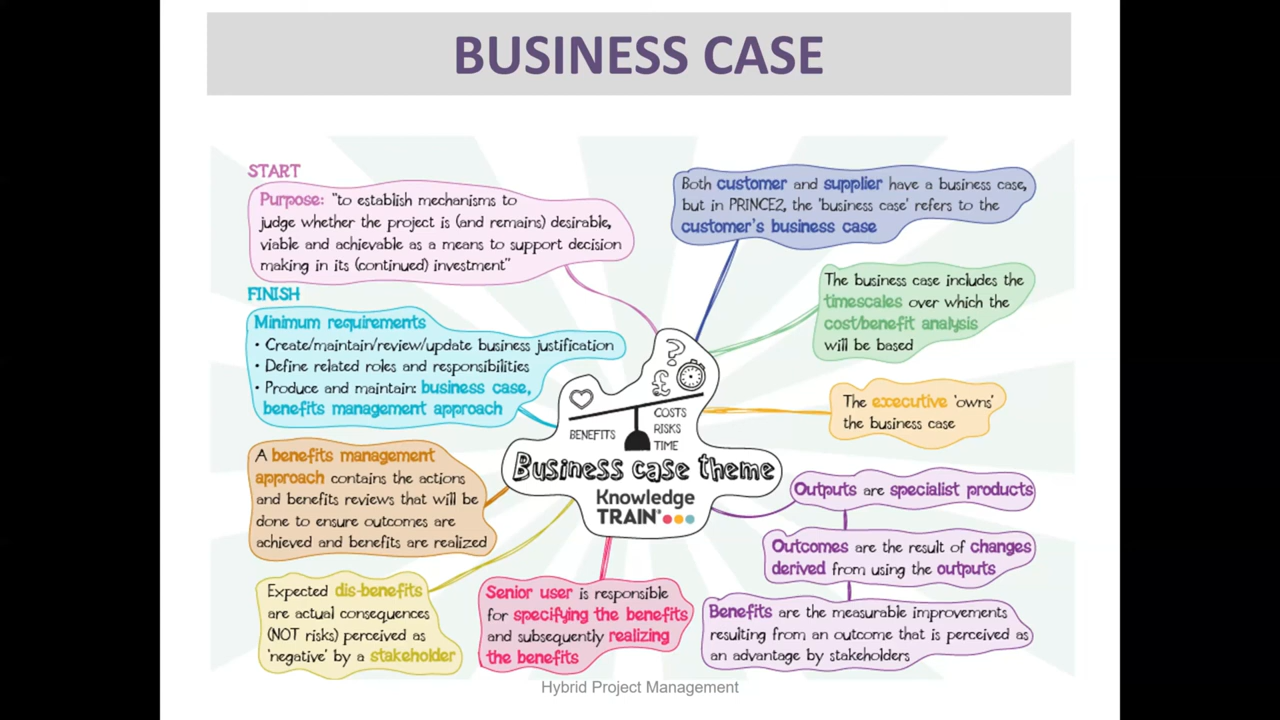 BUSINESS CASE
START
Purpose: "to establish mechanisms to
judge whether the project is (and remains) desirable,
viable and achievable as a means to support decision
making in its (continued) investment"
FINISH
Minimum requirements
• Create/maintain/review/update business justification
• Define related roles and responsibilities
• Produce and maintain: business case,
benefits management approach
A benefits management
approach contains the actions
and benefits reviews that will be
done to ensure outcomes are
achieved and benefits are realized
Expected dis-benefits
are actual consequences
(NOT risks) perceived as
'negative' by a stakeholder
Senior user is responsible
for specifying the benefits
and subsequently realizing
the benefits
Both customer and supplier have a business case,
but in PRINCE2, the 'business case' refers to the
customer's business case
The business case includes the
timescales over which the
cost/benefit analysis
will be based
The executive 'owns'
the business case
Outputs are specialist products
Outcomes are the result of changes
derived from using the outputs
Benefits are the measurable improvements
resulting from an outcome that is perceived as
an advantage by stakeholders
?
£
BENEFITS
COSTS
RISKS
TIME
Business case theme
Knowledge
TRAIN®
Hybrid Project Management